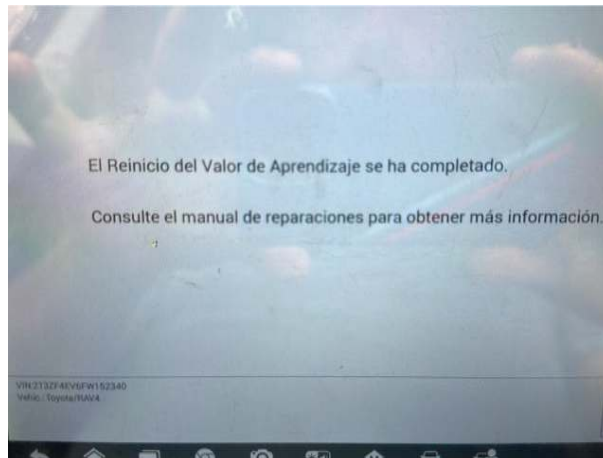 El Reinicio del Valor de Aprendizaje se ha completado.
Consulte el manual de reparaciones para obtener más información.
Vehic.: Toyota/RAV4